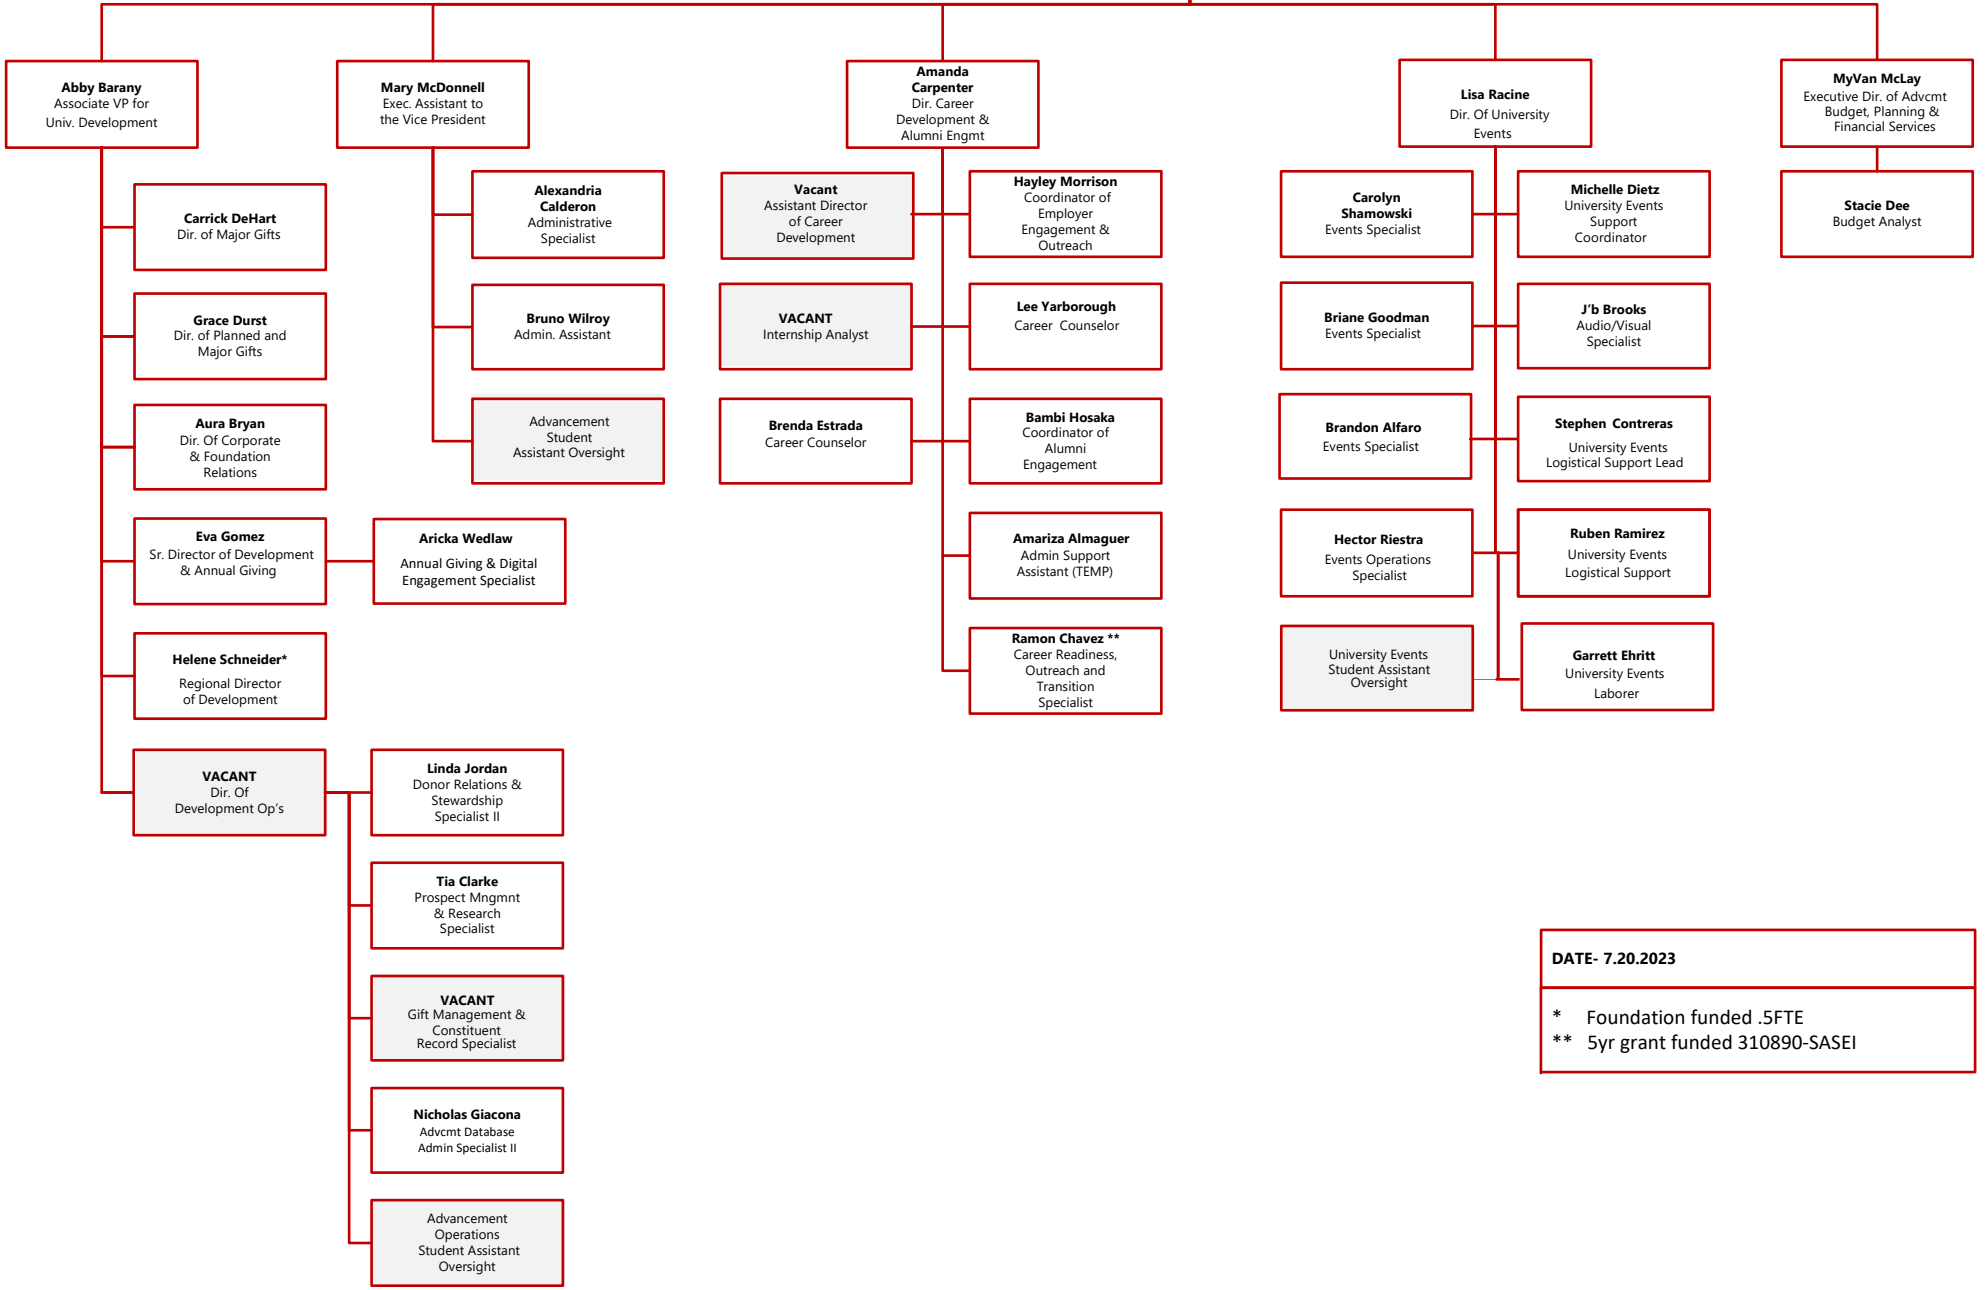 Abby Barany
Associate VP for
Univ. Development
Carrick DeHart
Dir. of Major Gifts
Grace Durst
Dir. of Planned and
Major Gifts
Aura Bryan
Dir. Of Corporate
& Foundation
Relations
Eva Gomez
Sr. Director of Development
& Annual Giving
Aricka Wedlaw
Annual Giving & Digital
Engagement Specialist
Helene Schneider*
Regional Director
of Development
VACANT
Dir. Of
Development Op's
Linda Jordan
Donor Relations &
Stewardship
Specialist II
Tia Clarke
Prospect Mngmnt
& Research
Specialist
VACANT
Gift Management &
Constituent
Record Specialist
Nicholas Giacona
Advcmt Database
Admin Specialist II
Advancement
Operations
Student Assistant
Oversight
Mary McDonnell
Exec. Assistant to
the Vice President
Alexandria
Calderon
Administrative
Specialist
Bruno Wilroy
Admin. Assistant
Advancement
Student
Assistant Oversight
Amanda
Carpenter
Dir. Career
Development &
Alumni Engmt
Vacant
Assistant Director
of Career
Development
Hayley Morrison
Coordinator of
Employer
Engagement &
Outreach
VACANT
Internship Analyst
Lee Yarborough
Career Counselor
Brenda Estrada
Career Counselor
Bambi Hosaka
Coordinator of
Alumni
Engagement
Amariza Almaguer
Admin Support
Assistant (TEMP)
Ramon Chavez **
Career Readiness,
Outreach and
Transition
Specialist
Lisa Racine
Dir. Of University
Events
Carolyn
Shamowski
Events Specialist
Michelle Dietz
University Events
Support
Coordinator
Briane Goodman
Events Specialist
J'b Brooks
Audio/Visual
Specialist
Brandon Alfaro
Events Specialist
Stephen Contreras
University Events
Logistical Support Lead
Hector Riestra
Events Operations
Specialist
Ruben Ramirez
University Events
Logistical Support
University Events
Student Assistant
Oversight
Garrett Ehritt
University Events
Laborer
MyVan McLay
Executive Dir. of Advcmt
Budget, Planning &
Financial Services
Stacie Dee
Budget Analyst
DATE- 7.20.2023
* Foundation funded .5FTE
** 5yr grant funded 310890-SASEI